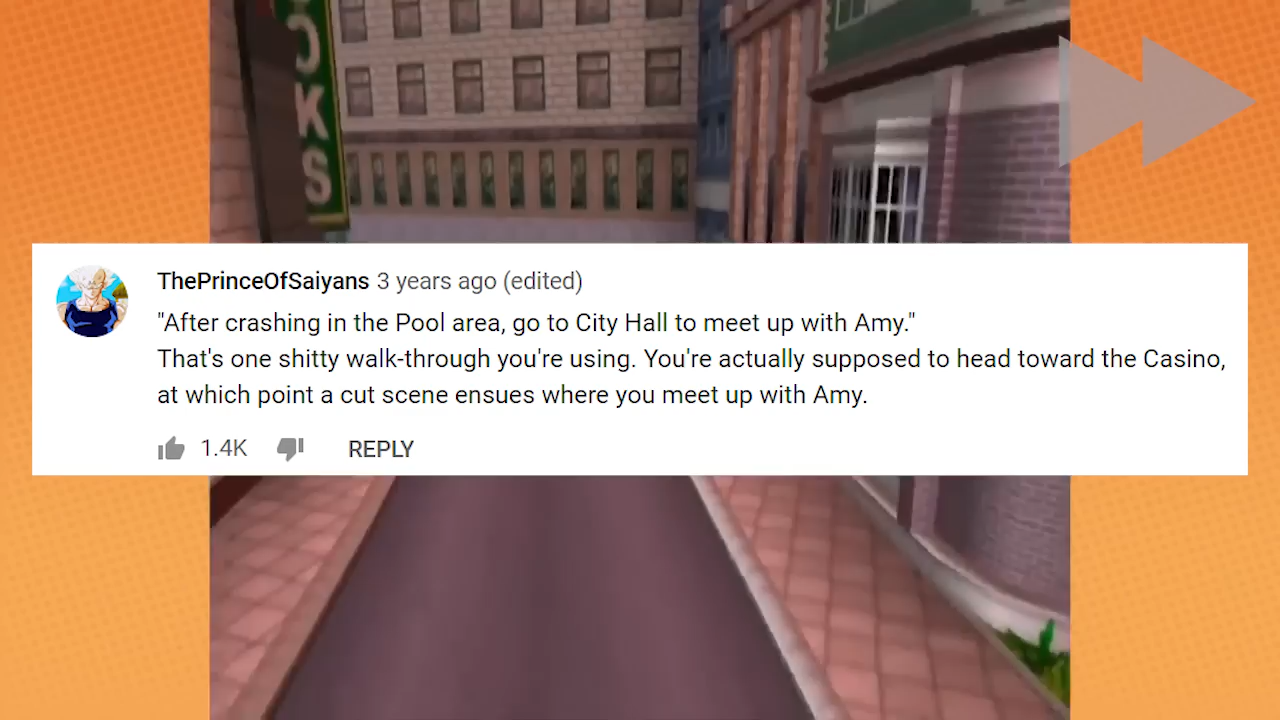 OKS
ThePrinceOfSaiyans 3 years ago (edited)
"After crashing in the Pool area, go to City Hall to meet up with Amy."
That's one shitty walk-through you're using. You're actually supposed to head toward the Casino,
at which point a cut scene ensues where you meet up with Amy.
1.4K REPLY